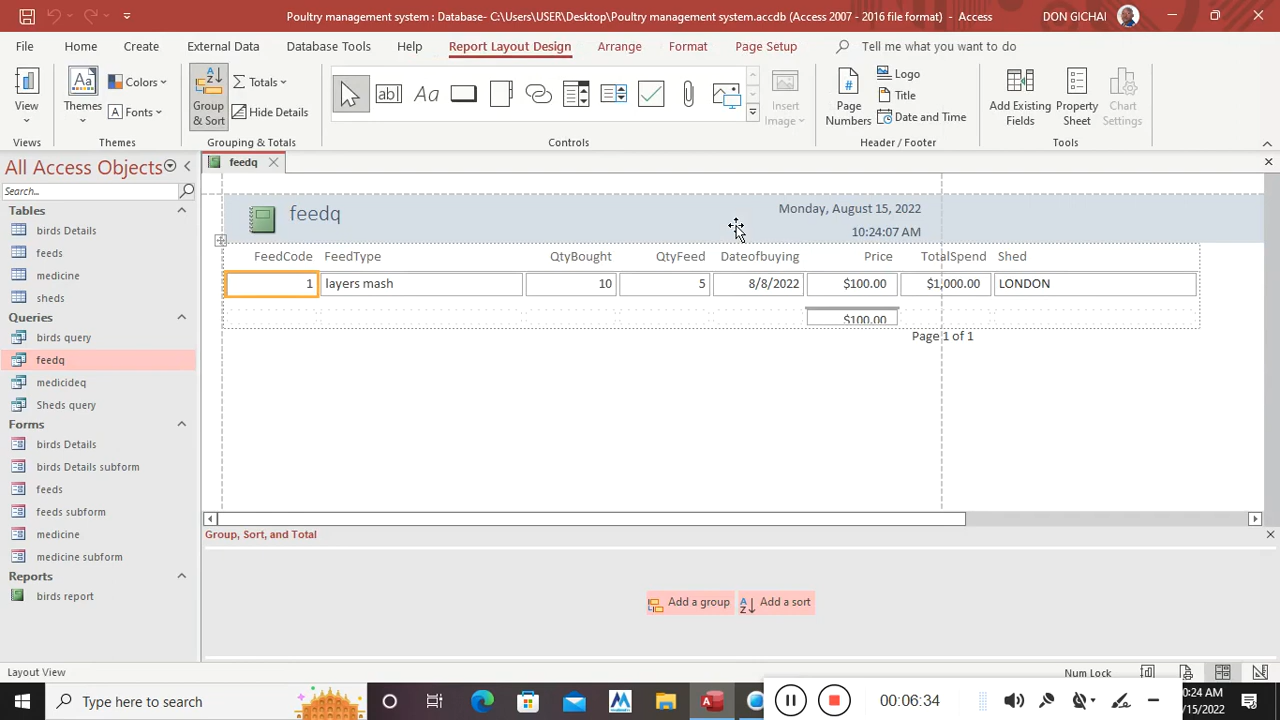 Poultry management system : Database- C:\Users\USER\Desktop\Poultry management system.accdb (Access 2007 - 2016 file format) - Access
DON GICHAI
File Home Create External Data Database Tools Help Report Layout Design Arrange Format Page Setup Tell me what you want to do
View
Views
Themes
Colors
Fonts
Themes
Group & Sort
Totals
Hide Details
Grouping & Totals
ab|
Aa
Controls
Insert Image
Page Numbers
Logo
Title
Date and Time
Header / Footer
Add Existing Fields
Property Sheet
Chart Settings
Tools
All Access Objects
Search...
Tables
birds Details
feeds
medicine
sheds
Queries
birds query
feedq
medicideq
Sheds query
Forms
birds Details
birds Details subform
feeds
feeds subform
medicine
medicine subform
Reports
birds report
feedq
feedq
Monday, August 15, 2022
10:24:07 AM
FeedCode FeedType QtyBought QtyFeed Dateofbuying Price TotalSpend Shed
1 layers mash 10 5 8/8/2022 $100.00 $1,000.00 LONDON
$100.00
Page 1 of 1
Group, Sort, and Total
Add a group Add a sort
Layout View
Num Lock
Type here to search
00:06:34
0:24 AM
/15/2022